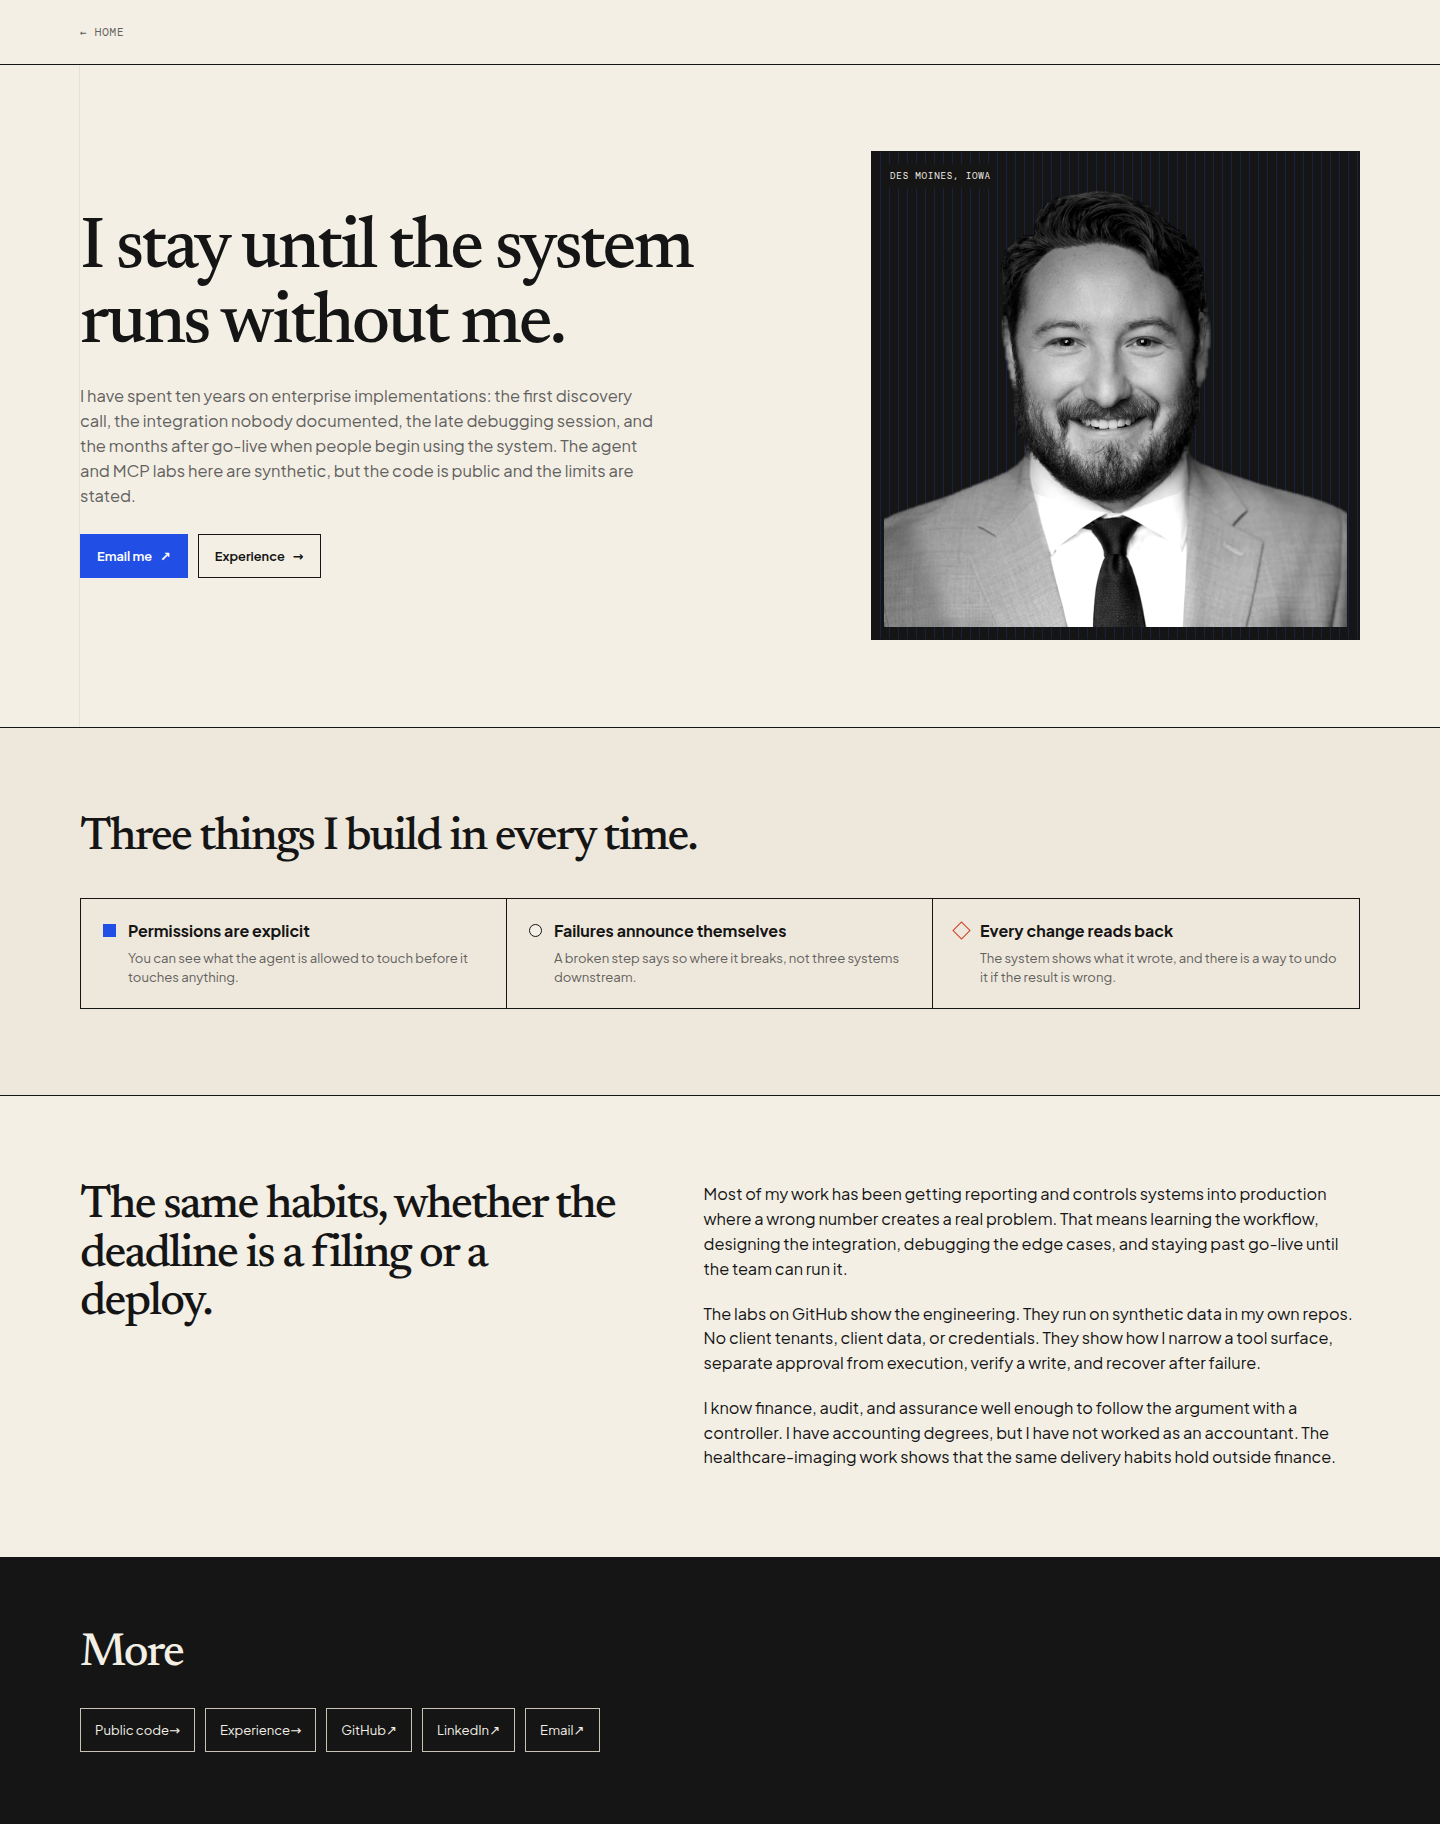 ← HOME
DES MOINES, IOWA
I stay until the system
runs without me.
I have spent ten years on enterprise implementations: the first discovery
call, the integration nobody documented, the late debugging session, and
the months after go-live when people begin using the system. The agent
and MCP labs here are synthetic, but the code is public and the limits are
stated.
Email me ↗
Experience →
Three things I build in every time.
Permissions are explicit
You can see what the agent is allowed to touch before it
touches anything.
Failures announce themselves
A broken step says so where it breaks, not three systems
downstream.
Every change reads back
The system shows what it wrote, and there is a way to undo
it if the result is wrong.
The same habits, whether the
deadline is a filing or a
deploy.
Most of my work has been getting reporting and controls systems into production
where a wrong number creates a real problem. That means learning the workflow,
designing the integration, debugging the edge cases, and staying past go-live until
the team can run it.
The labs on GitHub show the engineering. They run on synthetic data in my own repos.
No client tenants, client data, or credentials. They show how I narrow a tool surface,
separate approval from execution, verify a write, and recover after failure.
I know finance, audit, and assurance well enough to follow the argument with a
controller. I have accounting degrees, but I have not worked as an accountant. The
healthcare-imaging work shows that the same delivery habits hold outside finance.
More
Public code→
Experience→
GitHub↗
LinkedIn↗
Email↗